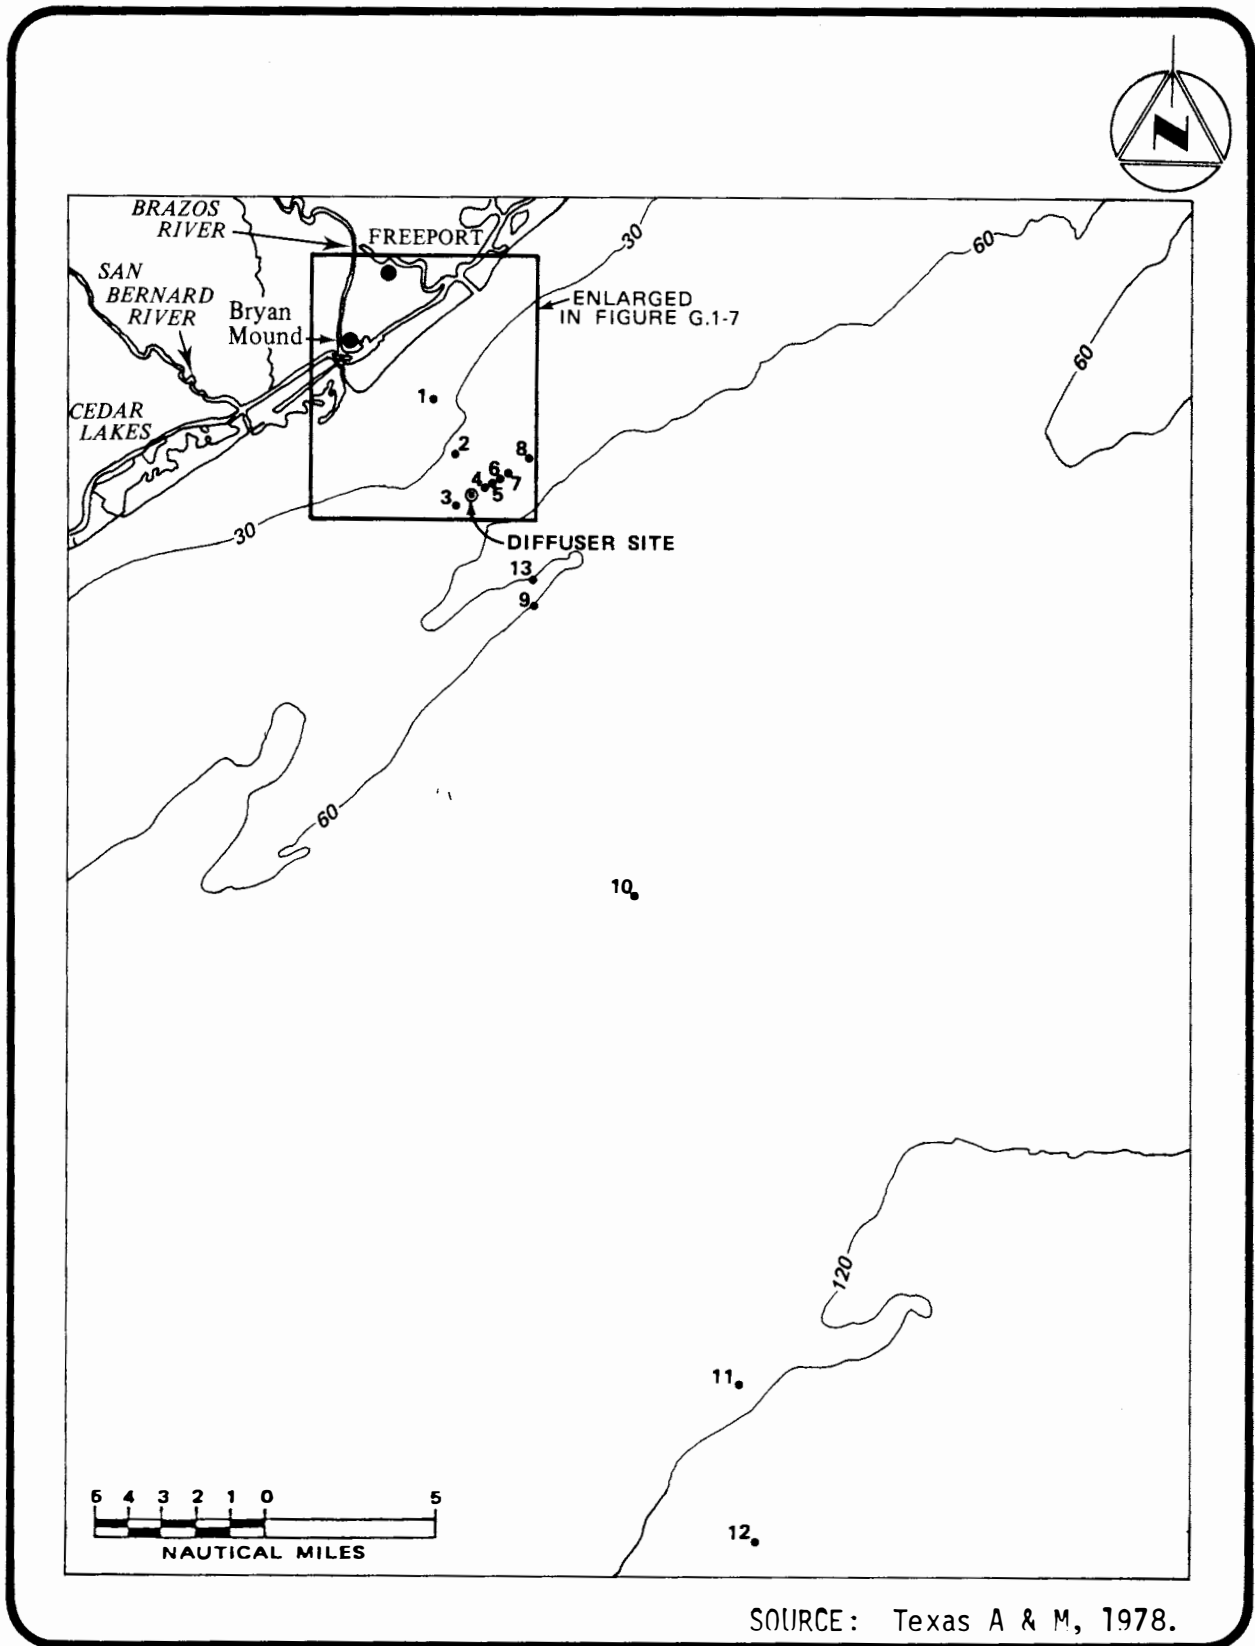 N
BRAZOS
RIVER
FREEPORT
30
60
SAN
BERNARD
RIVER
Bryan
Mound
ENLARGED
IN FIGURE G.1-7
60
1
CEDAR
LAKES
2
8
6
7
4
5
3
30
DIFFUSER SITE
13
9
60
10
120
11
5 4 3 2 1 0 5
NAUTICAL MILES
12
SOURCE: Texas A & M, 1978.